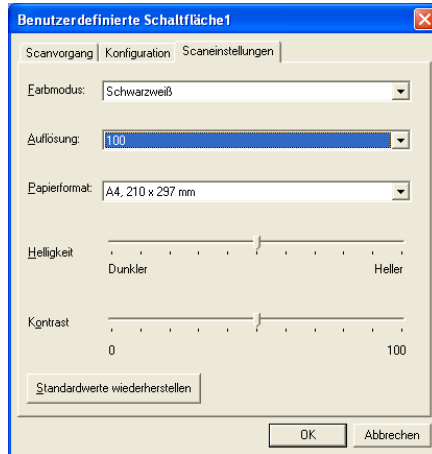 Benutzerdefinierte Schaltfläche1
Scanvorgang Konfiguration Scaneinstellungen
Farbmodus: Schwarzweiß
Auflösung: 100
Papierformat: A4, 210 x 297 mm
Helligkeit
Dunkler Heller
Kontrast
0 100
Standardwerte wiederherstellen
OK Abbrechen